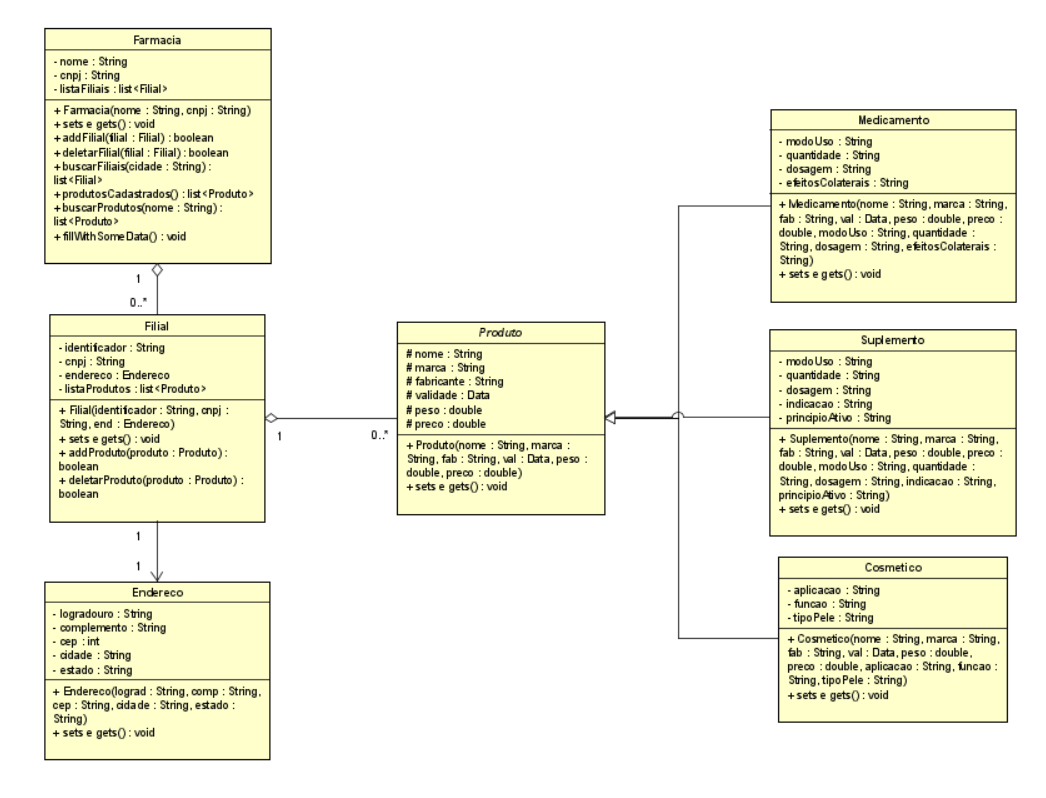 Farmacia
- nome : String
- cnpj : String
- listaFiliais : list<Filial>
+ Farmacia(nome : String, cnpj : String)
+ sets e gets() : void
+ addFilial(filial : Filial) : boolean
+ deletarFilial(filial : Filial) : boolean
+ buscarFiliais(cidade : String) :
list<Filial>
+ produtosCadastrados() : list<Produto>
+ buscarProdutos(nome : String) :
list<Produto>
+ fillWithSomeData() : void
1
0..*
Filial
- identificador : String
- cnpj : String
- endereco : Endereco
- listaProdutos : list<Produto>
+ Filial(identificador : String, cnpj :
String, end : Endereco)
+ sets e gets() : void
+ addProduto(produto : Produto) :
boolean
+ deletarProduto(produto : Produto) :
boolean
1
0..*
1
1
Endereco
- logradouro : String
- complemento : String
- cep : int
- cidade : String
- estado : String
+ Endereco(lograd : String, comp : String,
cep : String, cidade : String, estado :
String)
+ sets e gets() : void
Produto
# nome : String
# marca : String
# fabricante : String
# validade : Data
# peso : double
# preco : double
+ Produto(nome : String, marca :
String, fab : String, val : Data, peso :
double, preco : double)
+ sets e gets() : void
Medicamento
- modoUso : String
- quantidade : String
- dosagem : String
- efeitosColaterais : String
+ Medicamento(nome : String, marca : String,
fab : String, val : Data, peso : double, preco :
double, modoUso : String, quantidade :
String, dosagem : String, efeitosColaterais :
String)
+ sets e gets() : void
Suplemento
- modoUso : String
- quantidade : String
- dosagem : String
- indicacao : String
- principioAtivo : String
+ Suplemento(nome : String, marca : String,
fab : String, val : Data, peso : double, preco :
double, modoUso : String, quantidade :
String, dosagem : String, indicacao : String,
principioAtivo : String)
+ sets e gets() : void
Cosmetico
- aplicacao : String
- funcao : String
- tipoPele : String
+ Cosmetico(nome : String, marca : String,
fab : String, val : Data, peso : double,
preco : double, aplicacao : String, funcao :
String, tipoPele : String)
+ sets e gets() : void